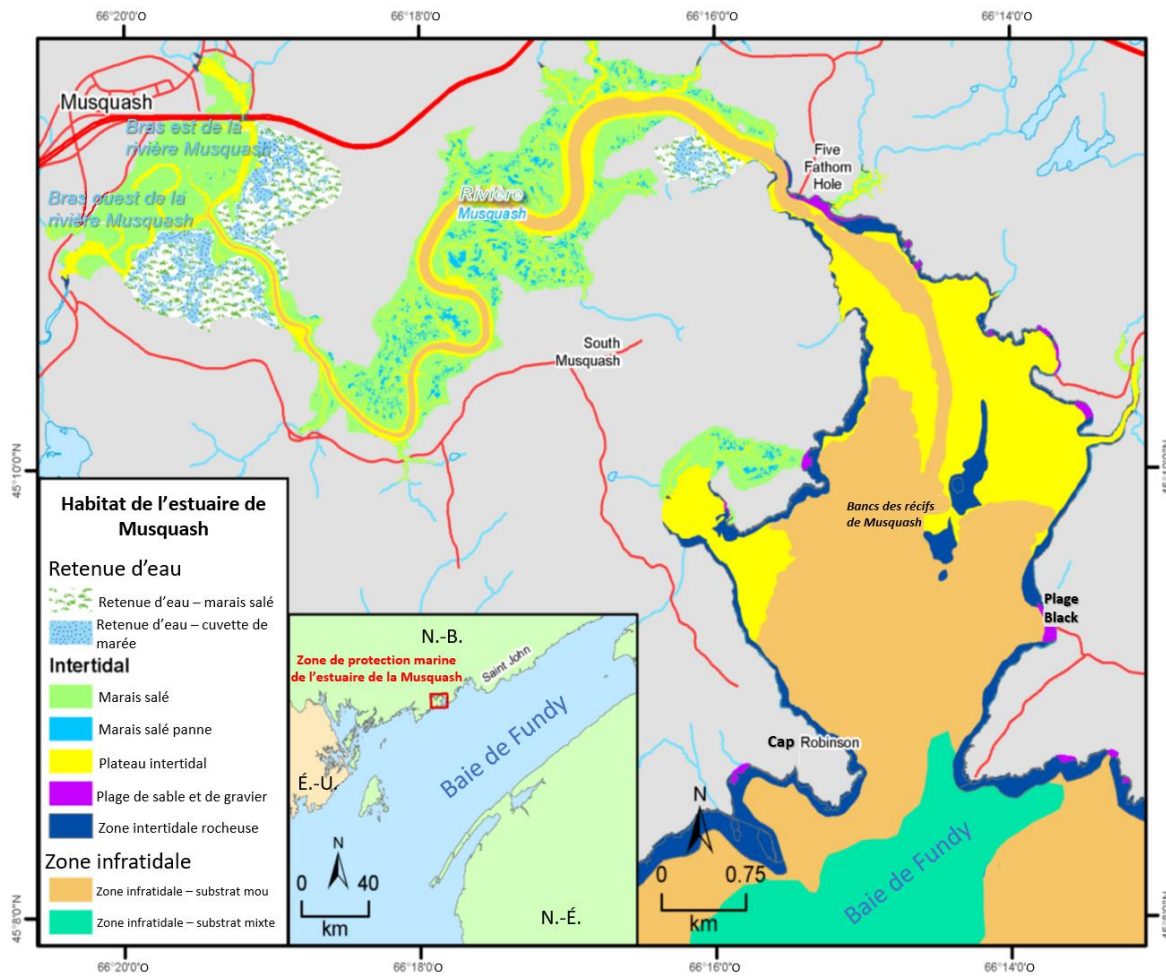 66°20'0"O
66°18'0"O
66°16'0"O
66°14'0"O
Musquash
Bras est de la
rivière Musquash
Bras ouest de la
rivière Musquash
Rivière
Musquash
Five
Fathom
Hole
South
Musquash
45°10'0"N
45°10'0"N
Bancs des récifs
de Musquash
Plage
Black
Cap Robinson
Baie de Fundy
N
0 0.75
km
Habitat de l'estuaire de
Musquash
Retenue d'eau
Retenue d'eau – marais salé
Retenue d'eau – cuvette de
marée
Intertidal
Marais salé
Marais salé panne
Plateau intertidal
Plage de sable et de gravier
Zone intertidale rocheuse
Zone infratidale
Zone infratidale – substrat mou
Zone infratidale – substrat mixte
N.-B.
Zone de protection marine
de l'estuaire de la Musquash
Saint John
Baie de Fundy
É.-U.
N
0 40
km
N.-É.
45°8'0"N
45°8'0"N
66°20'0"O
66°18'0"O
66°16'0"O
66°14'0"O